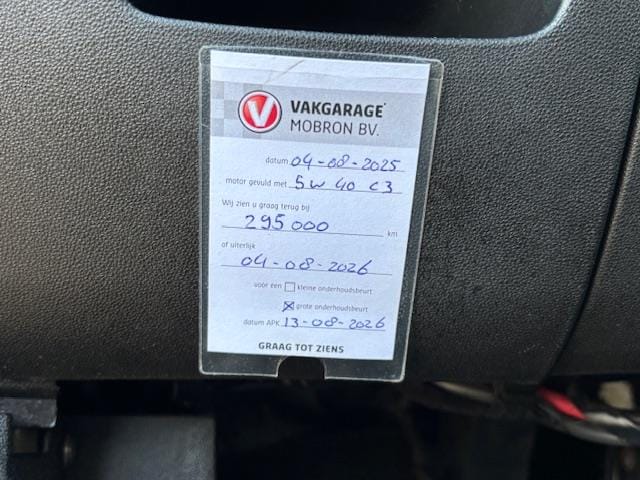 V VAKGARAGE
MOBRON BV.
datum 04-08-2025
motor gevuld met 5W 40 C3
Wij zien u graag terug bij
295000 km
of uiterlijk
04-08-2026
voor een kleine onderhoudsbeurt
grote onderhoudsbeurt
datum APK 13-08-2026
GRAAG TOT ZIENS